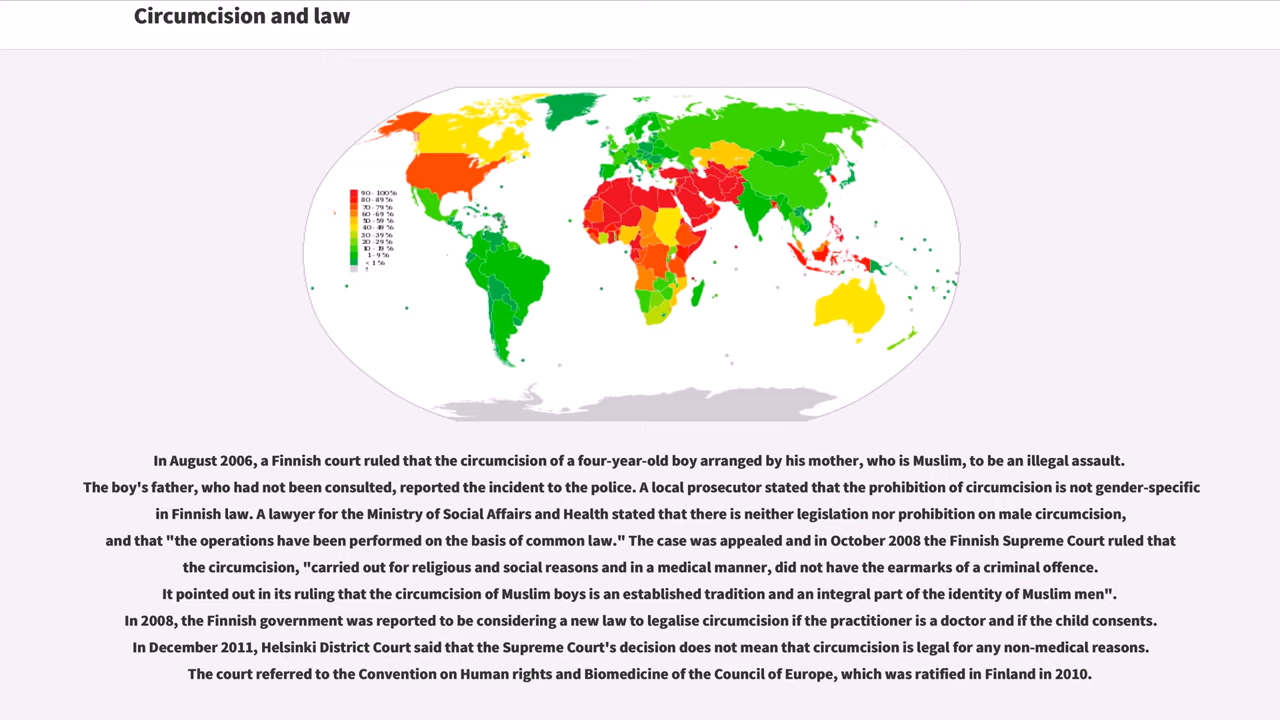 Circumcision and law
90 - 100%
80 - 89 %
70 - 79 %
60 - 69 %
50 - 59 %
40 - 49 %
30 - 39 %
20 - 29 %
10 - 19 %
1 - 9 %
< 1 %
?
In August 2006, a Finnish court ruled that the circumcision of a four-year-old boy arranged by his mother, who is Muslim, to be an illegal assault.
The boy's father, who had not been consulted, reported the incident to the police. A local prosecutor stated that the prohibition of circumcision is not gender-specific
in Finnish law. A lawyer for the Ministry of Social Affairs and Health stated that there is neither legislation nor prohibition on male circumcision,
and that "the operations have been performed on the basis of common law." The case was appealed and in October 2008 the Finnish Supreme Court ruled that
the circumcision, "carried out for religious and social reasons and in a medical manner, did not have the earmarks of a criminal offence.
It pointed out in its ruling that the circumcision of Muslim boys is an established tradition and an integral part of the identity of Muslim men".
In 2008, the Finnish government was reported to be considering a new law to legalise circumcision if the practitioner is a doctor and if the child consents.
In December 2011, Helsinki District Court said that the Supreme Court's decision does not mean that circumcision is legal for any non-medical reasons.
The court referred to the Convention on Human rights and Biomedicine of the Council of Europe, which was ratified in Finland in 2010.